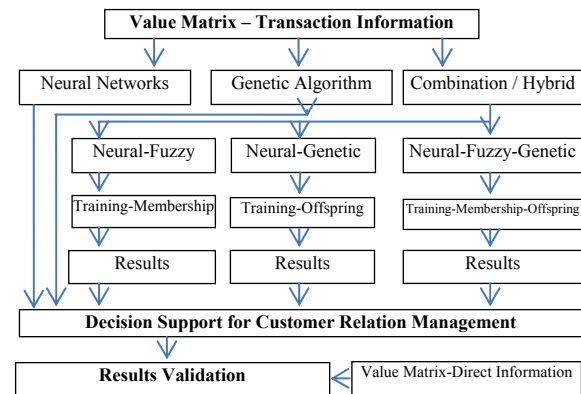 Value Matrix – Transaction Information
Neural Networks
Genetic Algorithm
Combination / Hybrid
Neural-Fuzzy
Neural-Genetic
Neural-Fuzzy-Genetic
Training-Membership
Training-Offspring
Training-Membership-Offspring
Results
Results
Results
Decision Support for Customer Relation Management
Results Validation
Value Matrix-Direct Information